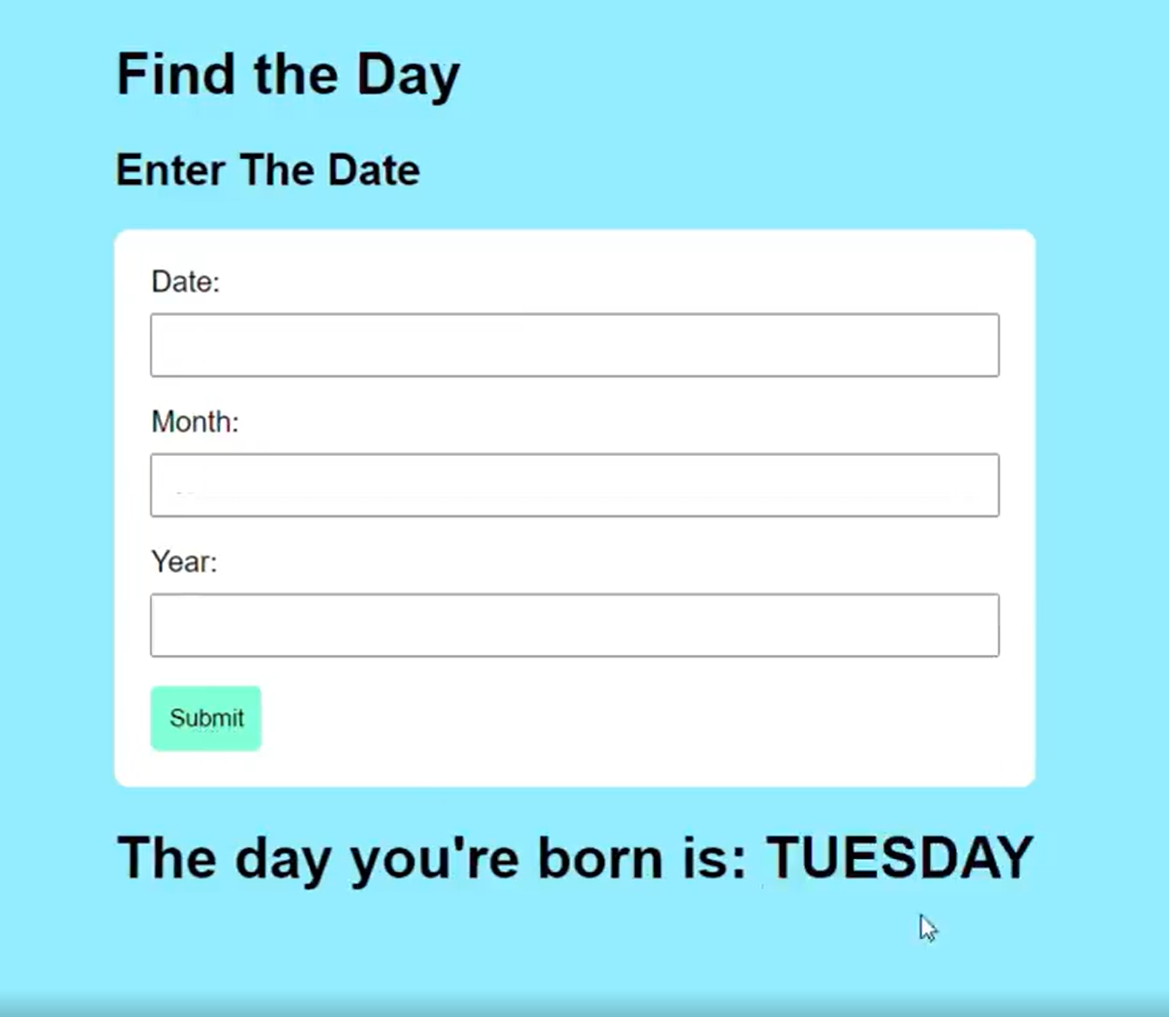 Find the Day
Enter The Date
Date:
Month:
Year:
Submit
The day you're born is: TUESDAY